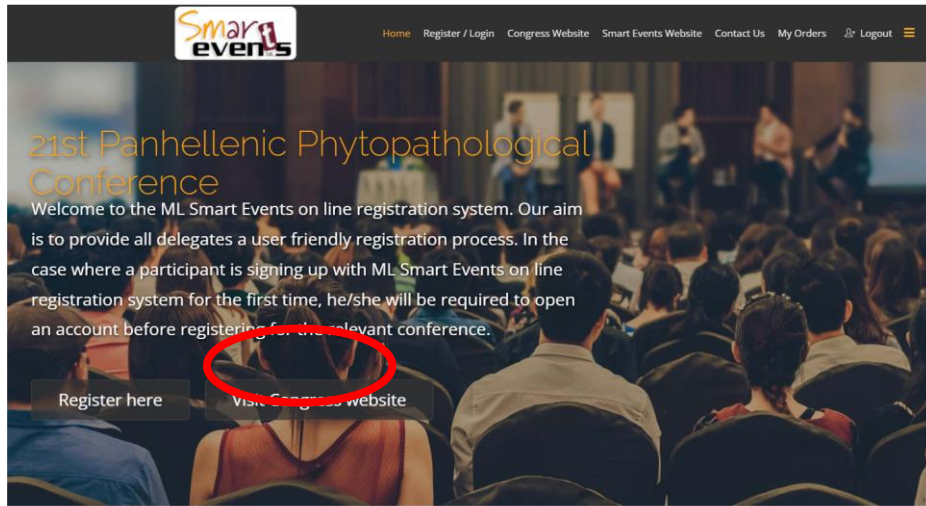 Smart
events
Home Register / Login Congress Website Smart Events Website Contact Us My Orders Logout
21st Panhellenic Phytopathological
Conference
Welcome to the ML Smart Events on line registration system. Our aim
is to provide all delegates a user friendly registration process. In the
case where a participant is signing up with ML Smart Events on line
registration system for the first time, he/she will be required to open
an account before registering for the relevant conference.
Register here Visit Congress website